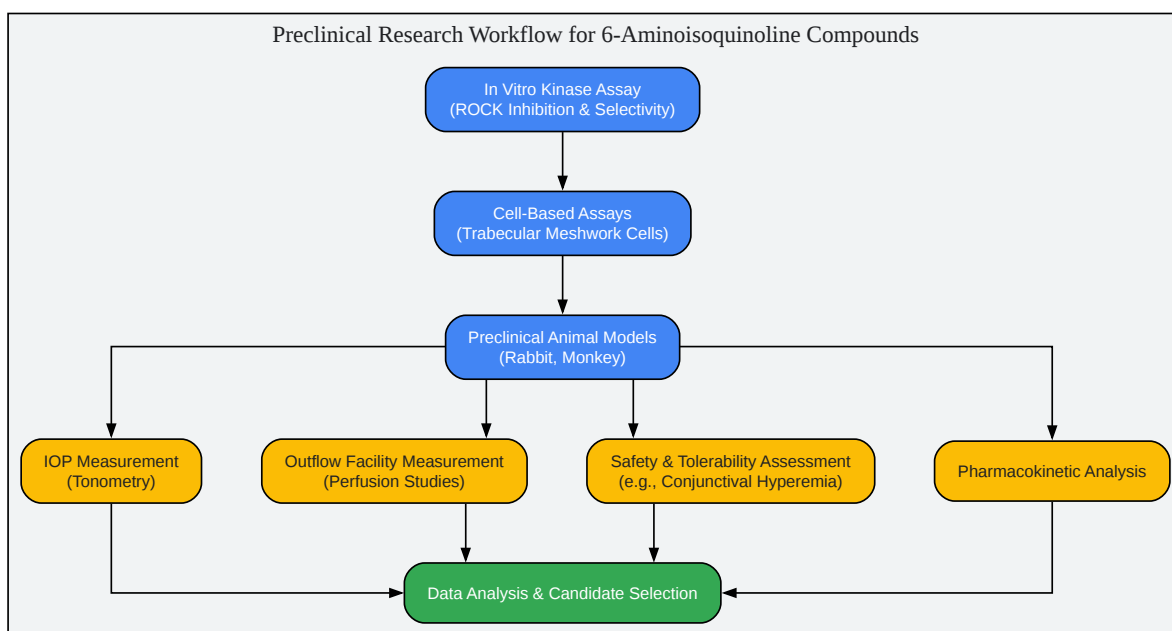 Preclinical Research Workflow for 6-Aminoisoquinoline Compounds
In Vitro Kinase Assay
(ROCK Inhibition & Selectivity)
Cell-Based Assays
(Trabecular Meshwork Cells)
Preclinical Animal Models
(Rabbit, Monkey)
IOP Measurement
(Tonometry)
Outflow Facility Measurement
(Perfusion Studies)
Safety & Tolerability Assessment
(e.g., Conjunctival Hyperemia)
Pharmacokinetic Analysis
Data Analysis & Candidate Selection